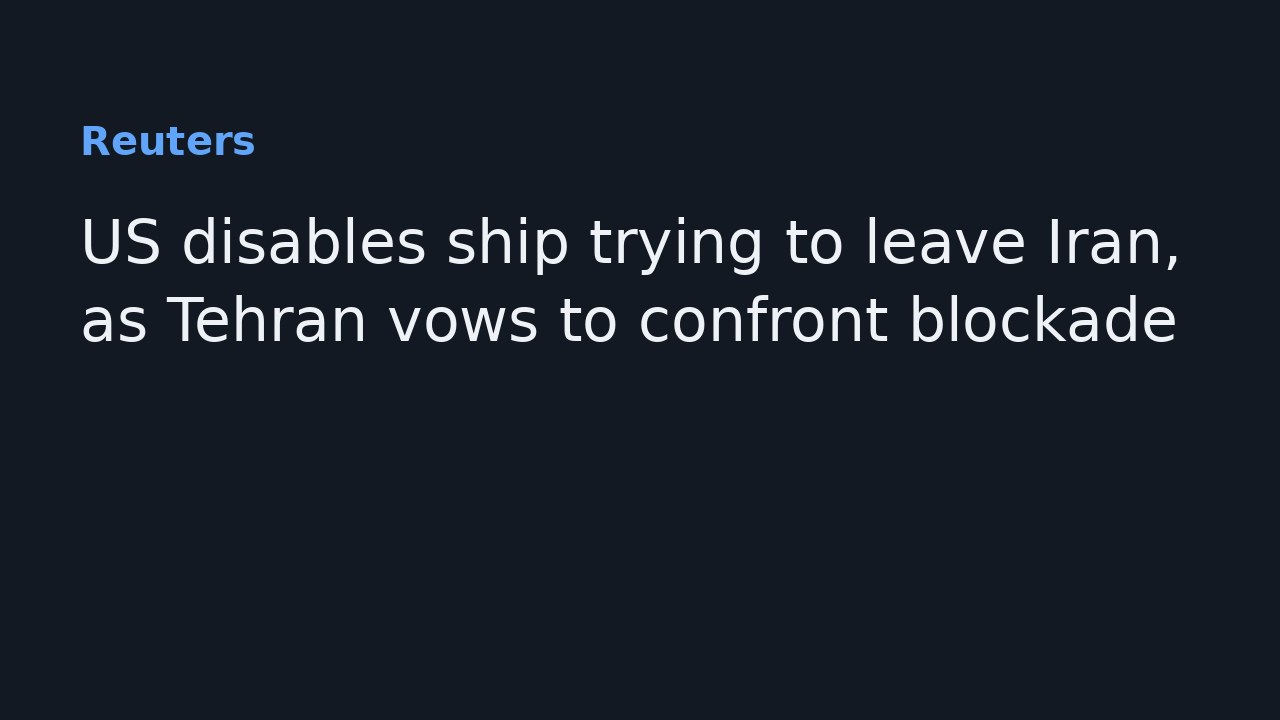 Reuters
US disables ship trying to leave Iran,
as Tehran vows to confront blockade